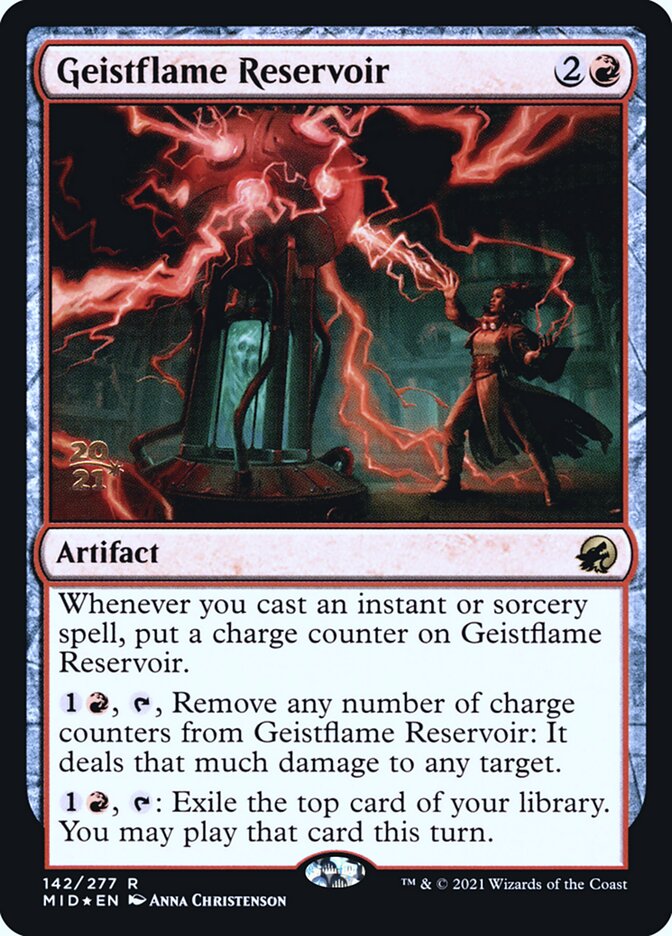 Geistflame Reservoir 2
20
21
Artifact
Whenever you cast an instant or sorcery
spell, put a charge counter on Geistflame
Reservoir.
1 , , Remove any number of charge
counters from Geistflame Reservoir: It
deals that much damage to any target.
1 , : Exile the top card of your library.
You may play that card this turn.
142/277 R
MID★EN Anna Christenson
™ & © 2021 Wizards of the Coast